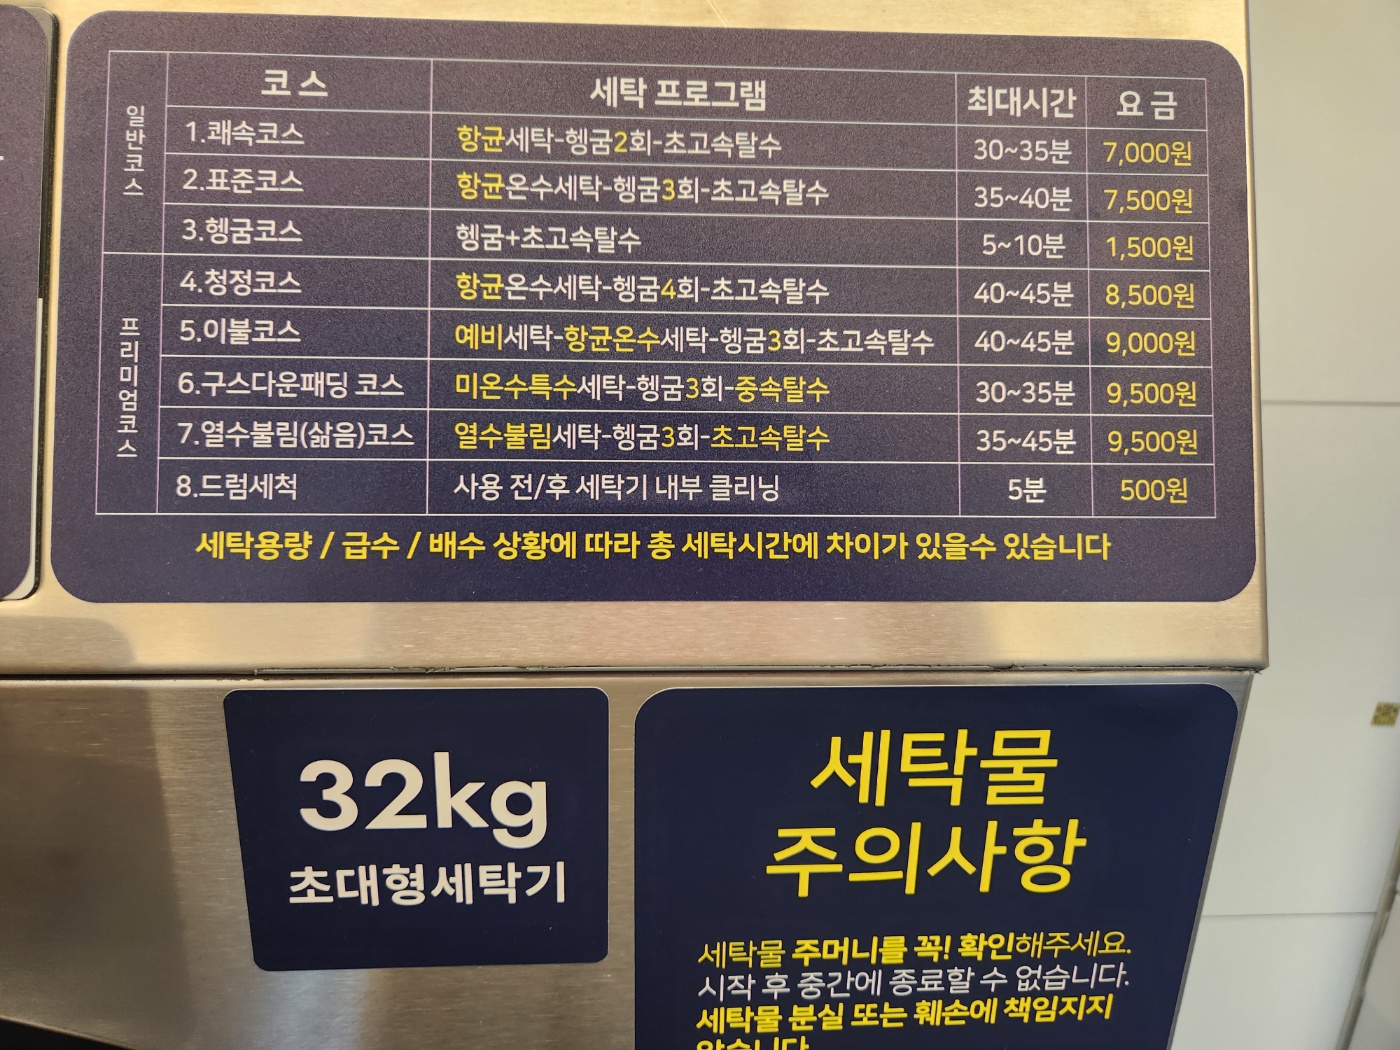 코스 세탁 프로그램 최대시간 요금
일반코스
1.쾌속코스 항균세탁-헹굼2회-초고속탈수 30~35분 7,000원
2.표준코스 항균온수세탁-헹굼3회-초고속탈수 35~40분 7,500원
3.헹굼코스 헹굼+초고속탈수 5~10분 1,500원
프리미엄코스
4.청정코스 항균온수세탁-헹굼4회-초고속탈수 40~45분 8,500원
5.이불코스 예비세탁-항균온수세탁-헹굼3회-초고속탈수 40~45분 9,000원
6.구스다운패딩 코스 미온수특수세탁-헹굼3회-중속탈수 30~35분 9,500원
7.열수불림(삶음)코스 열수불림세탁-헹굼3회-초고속탈수 35~45분 9,500원
8.드럼세척 사용 전/후 세탁기 내부 클리닝 5분 500원
세탁용량 / 급수 / 배수 상황에 따라 총 세탁시간에 차이가 있을수 있습니다
32kg
초대형세탁기
세탁물
주의사항
세탁물 주머니를 꼭! 확인해주세요.
시작 후 중간에 종료할 수 없습니다.
세탁물 분실 또는 훼손에 책임지지
않습니다